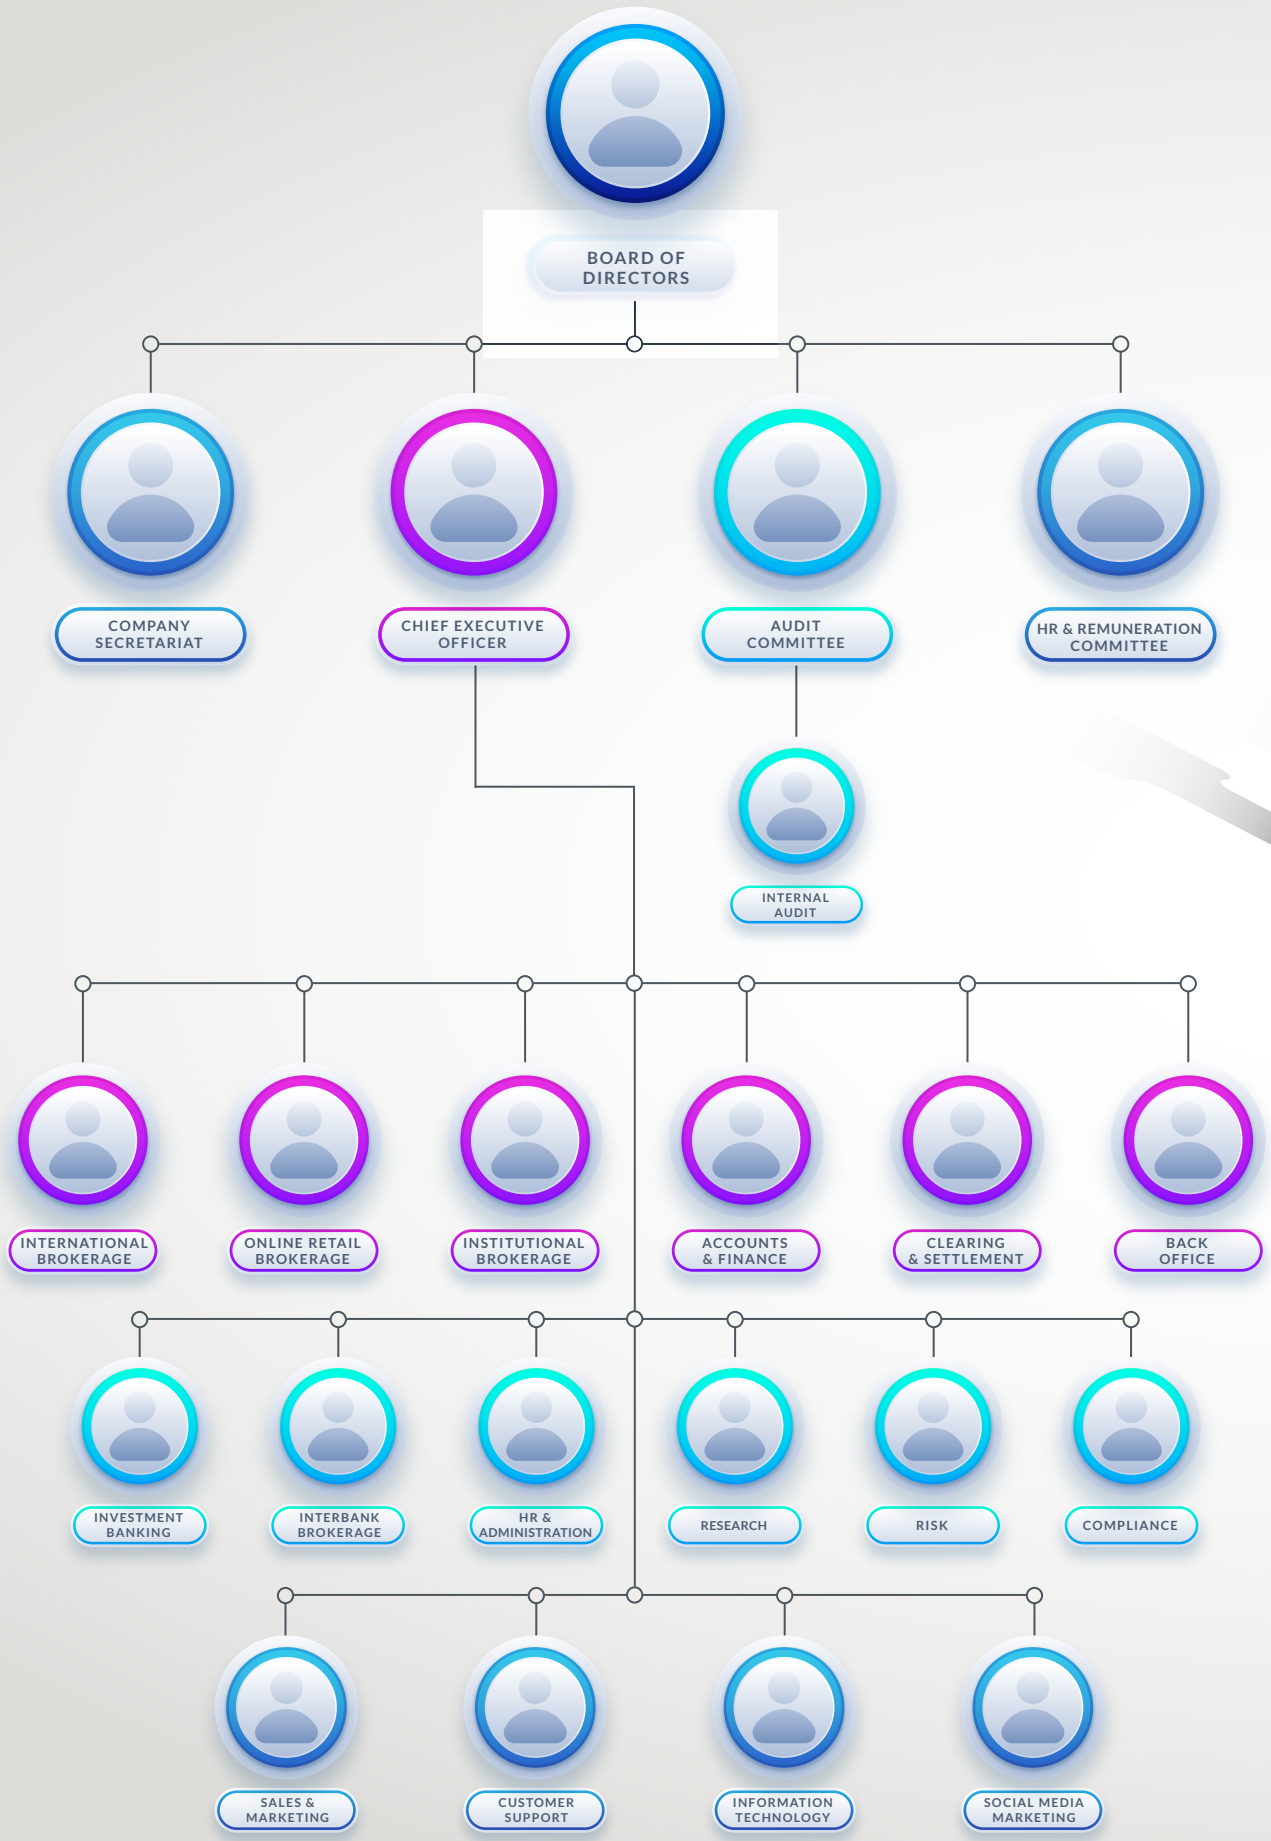 BOARD OF
DIRECTORS
COMPANY
SECRETARIAT
CHIEF EXECUTIVE
OFFICER
AUDIT
COMMITTEE
HR & REMUNERATION
COMMITTEE
INTERNAL
AUDIT
INTERNATIONAL
BROKERAGE
ONLINE RETAIL
BROKERAGE
INSTITUTIONAL
BROKERAGE
ACCOUNTS
& FINANCE
CLEARING
& SETTLEMENT
BACK
OFFICE
INVESTMENT
BANKING
INTERBANK
BROKERAGE
HR &
ADMINISTRATION
RESEARCH
RISK
COMPLIANCE
SALES &
MARKETING
CUSTOMER
SUPPORT
INFORMATION
TECHNOLOGY
SOCIAL MEDIA
MARKETING